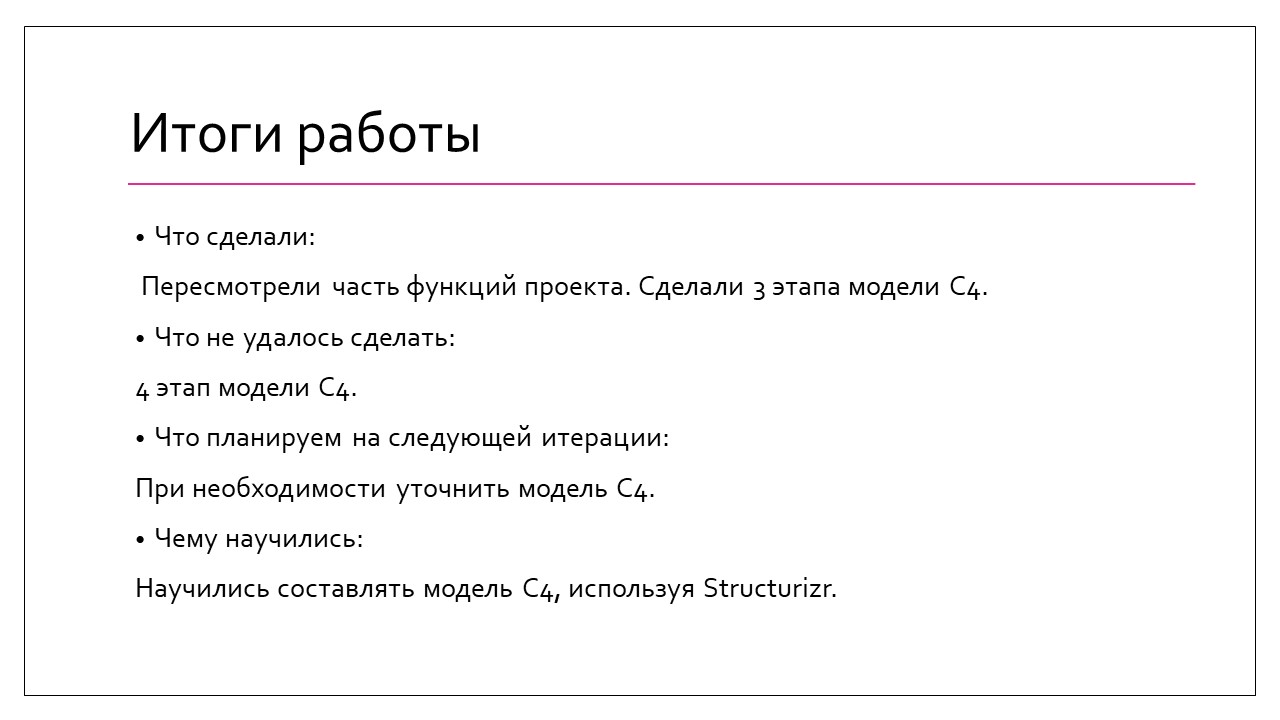 Итоги работы
• Что сделали:
Пересмотрели часть функций проекта. Сделали 3 этапа модели C4.
• Что не удалось сделать:
4 этап модели C4.
• Что планируем на следующей итерации:
При необходимости уточнить модель C4.
• Чему научились:
Научились составлять модель C4, используя Structurizr.